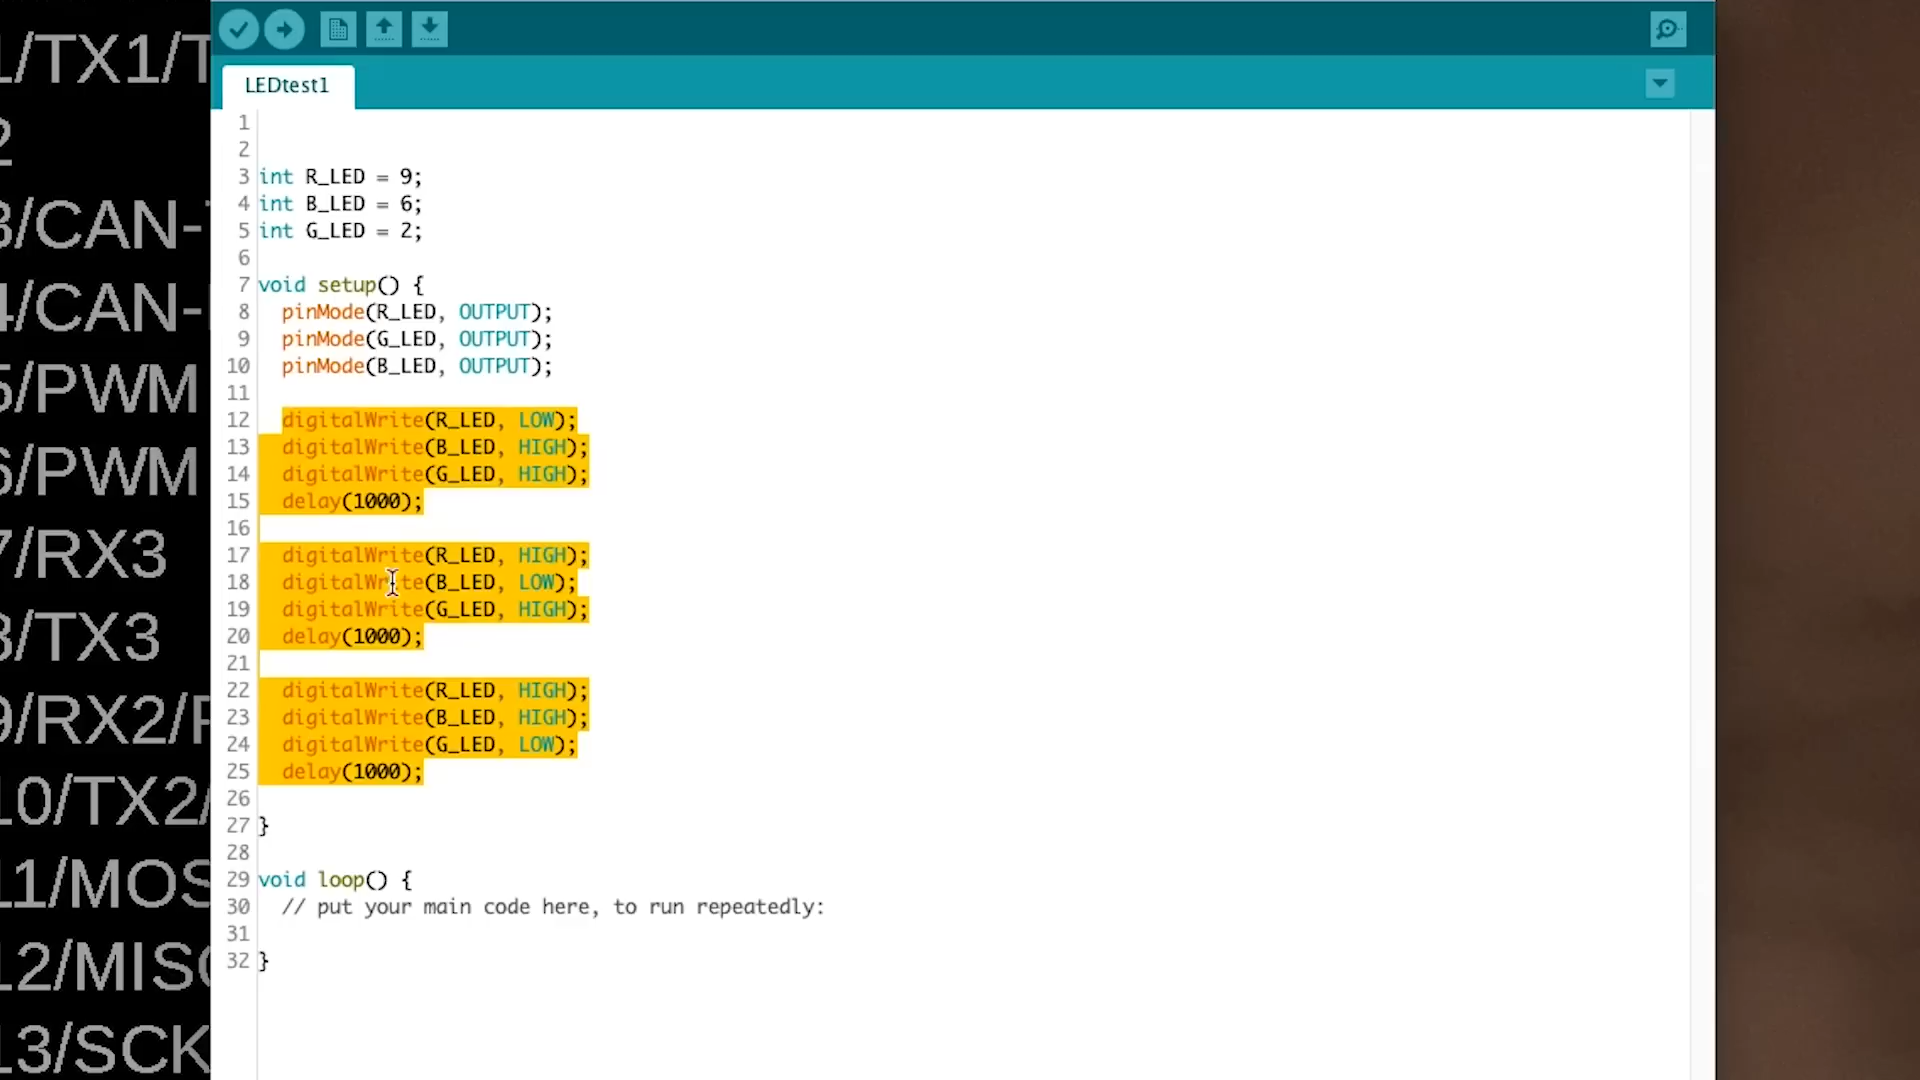 1/TX1/T
2
3/CAN-
4/CAN-
5/PWM
6/PWM
7/RX3
8/TX3
9/RX2/
10/TX2/
11/MOS
12/MIS
13/SCK
LEDtest1
1
2
3 int R_LED = 9;
4 int B_LED = 6;
5 int G_LED = 2;
6
7 void setup() {
8 pinMode(R_LED, OUTPUT);
9 pinMode(G_LED, OUTPUT);
10 pinMode(B_LED, OUTPUT);
11
12 digitalWrite(R_LED, LOW);
13 digitalWrite(B_LED, HIGH);
14 digitalWrite(G_LED, HIGH);
15 delay(1000);
16
17 digitalWrite(R_LED, HIGH);
18 digitalWrite(B_LED, LOW);
19 digitalWrite(G_LED, HIGH);
20 delay(1000);
21
22 digitalWrite(R_LED, HIGH);
23 digitalWrite(B_LED, HIGH);
24 digitalWrite(G_LED, LOW);
25 delay(1000);
26
27 }
28
29 void loop() {
30 // put your main code here, to run repeatedly:
31
32 }